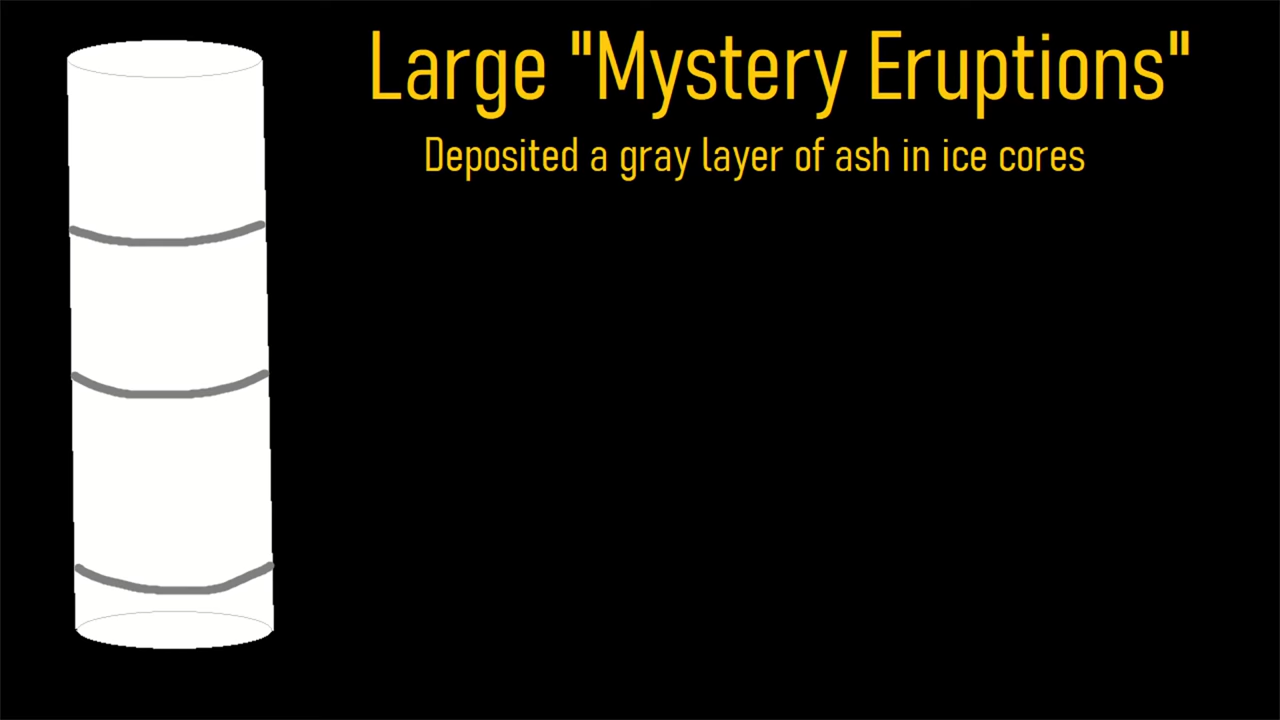 Large "Mystery Eruptions"
Deposited a gray layer of ash in ice cores